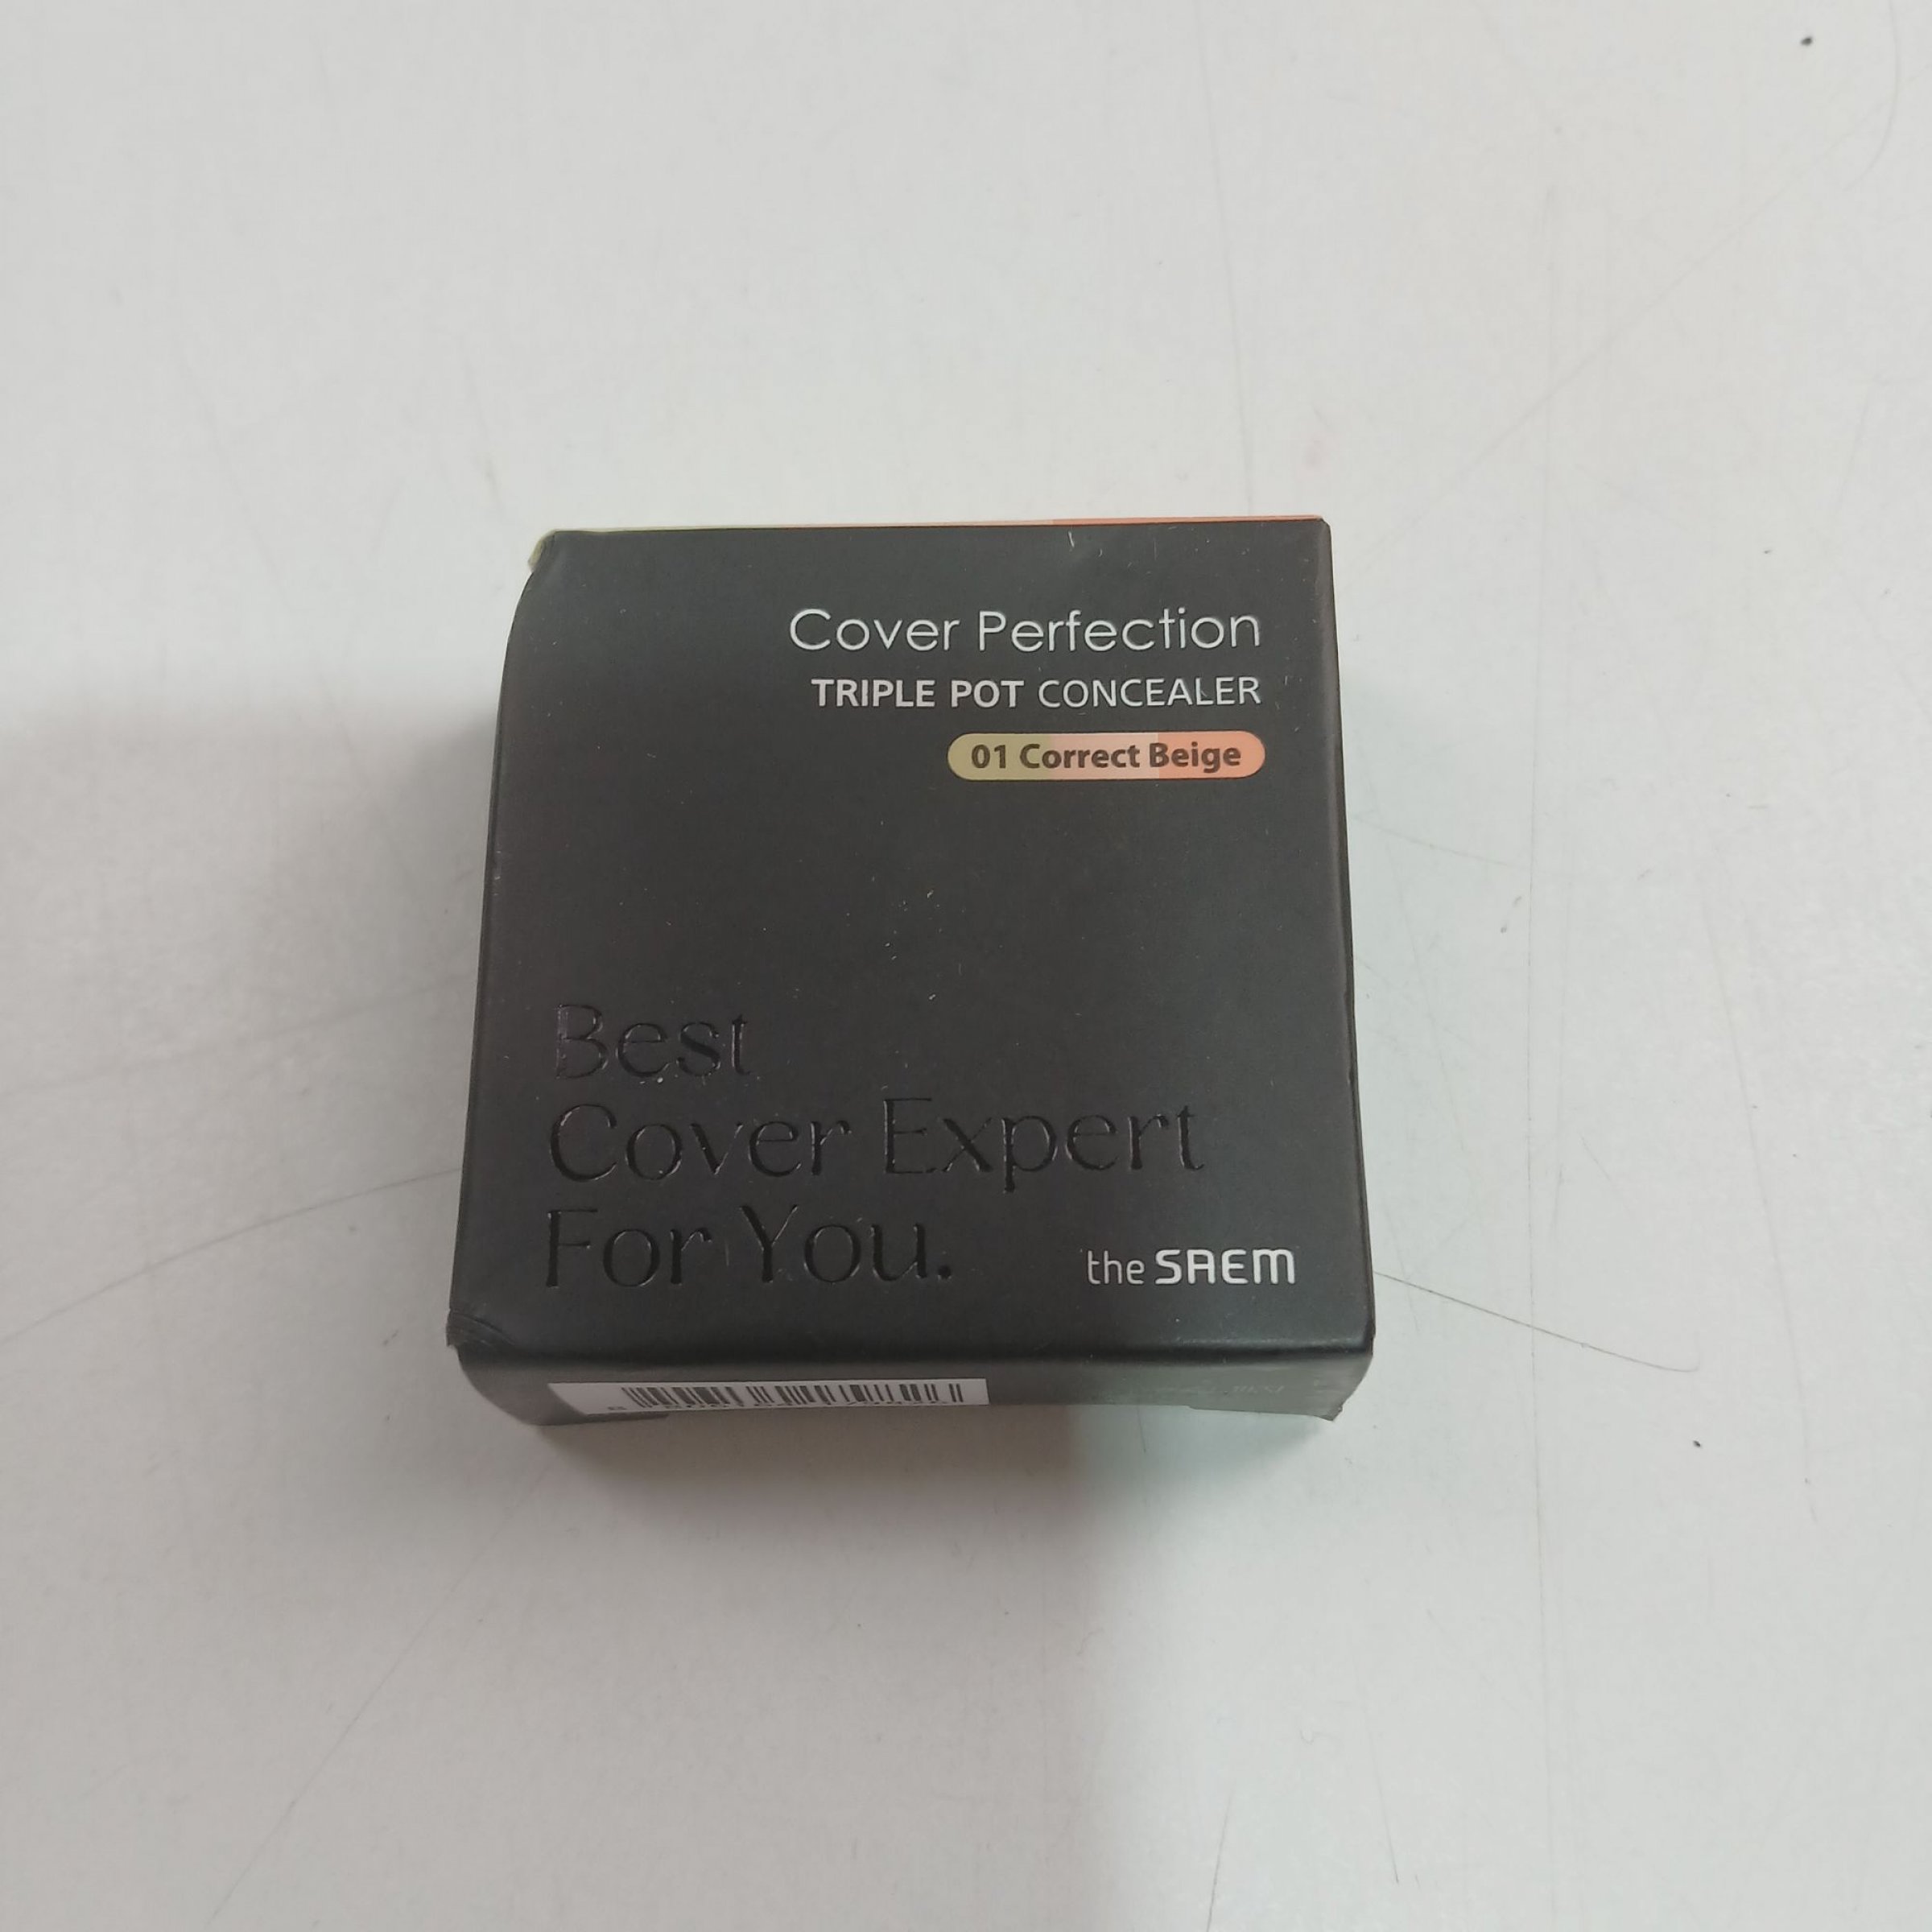 Cover Perfection
TRIPLE POT CONCEALER
01 Correct Beige
Best
Cover Expert
For You.
the SAEM